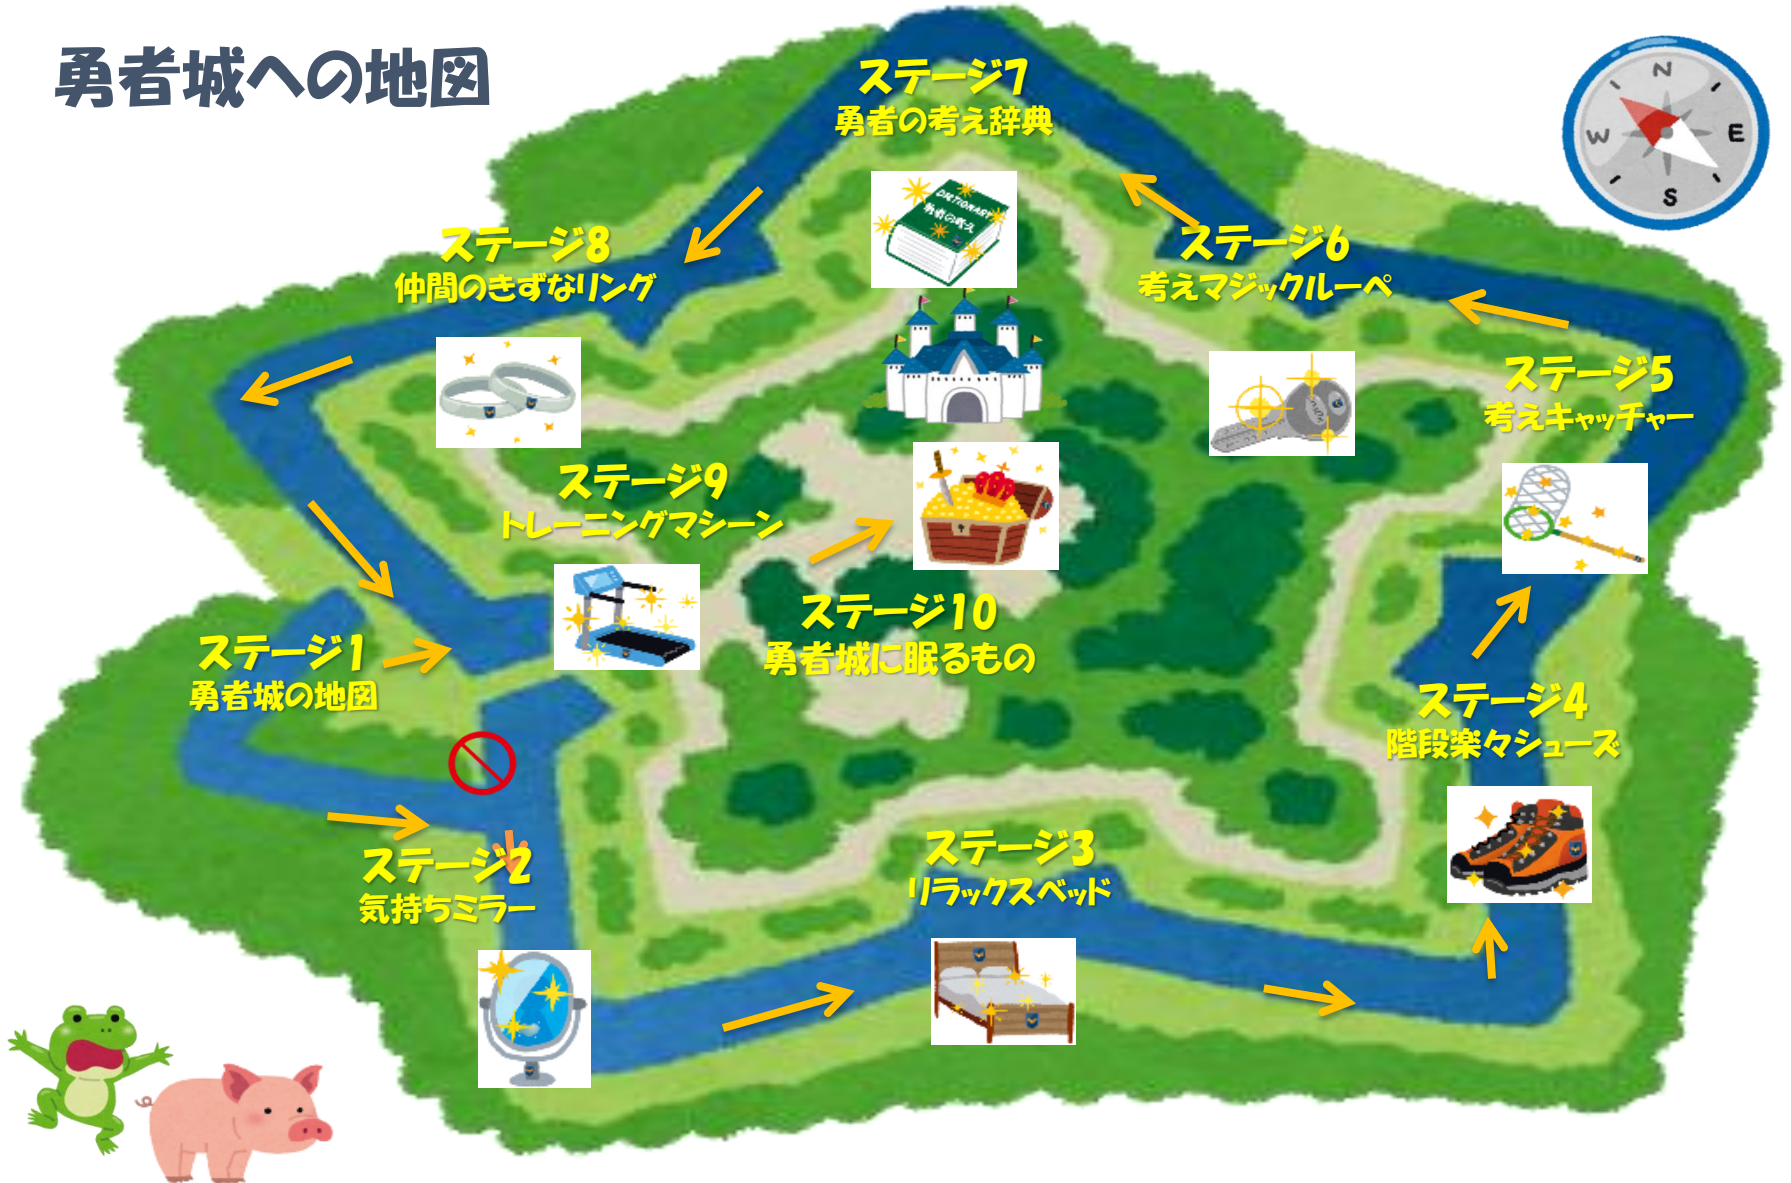 勇者城への地図
N
W
E
S
ステージ7
勇者の考え辞典
DICTIONARY
ステージ8
仲間のきずなリング
ステージ6
考えマジックルーペ
ステージ5
考えキャッチャー
ステージ9
トレーニングマシーン
ステージ10
勇者城に眠るもの
ステージ1
勇者城の地図
ステージ4
階段楽々シューズ
ステージ2
気持ちミラー
ステージ3
リラックスベッド